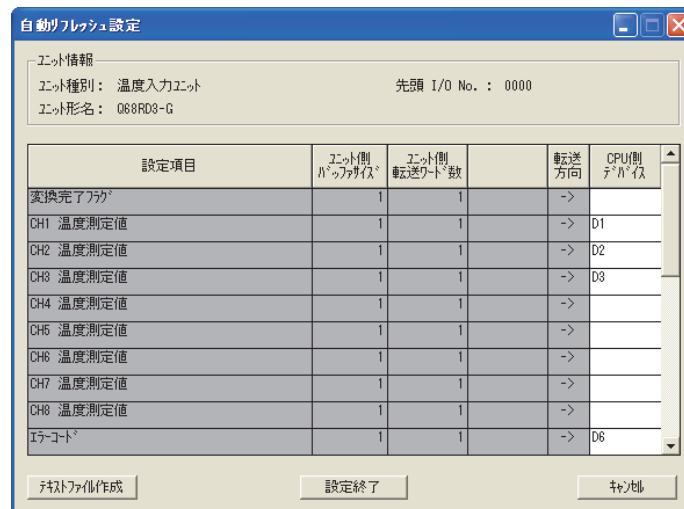 自動ﾘﾌﾚｯｼｭ設定
ﾕﾆｯﾄ情報
ﾕﾆｯﾄ種別： 温度入力ﾕﾆｯﾄ 先頭 I/O No. ： 0000
ﾕﾆｯﾄ形名： Q68RD3-G
設定項目 ﾕﾆｯﾄ側 ﾊﾞｯﾌｧｻｲｽﾞ ﾕﾆｯﾄ側 転送ﾜｰﾄﾞ数 転送方向 CPU側 ﾃﾞﾊﾞｲｽ
変換完了ﾌﾗｸﾞ 1 1 ->
CH1 温度測定値 1 1 -> D1
CH2 温度測定値 1 1 -> D2
CH3 温度測定値 1 1 -> D3
CH4 温度測定値 1 1 ->
CH5 温度測定値 1 1 ->
CH6 温度測定値 1 1 ->
CH7 温度測定値 1 1 ->
CH8 温度測定値 1 1 ->
ｴﾗｰｺｰﾄﾞ 1 1 -> D6
ﾃｷｽﾄﾌｧｲﾙ作成 設定終了 ｷｬﾝｾﾙ